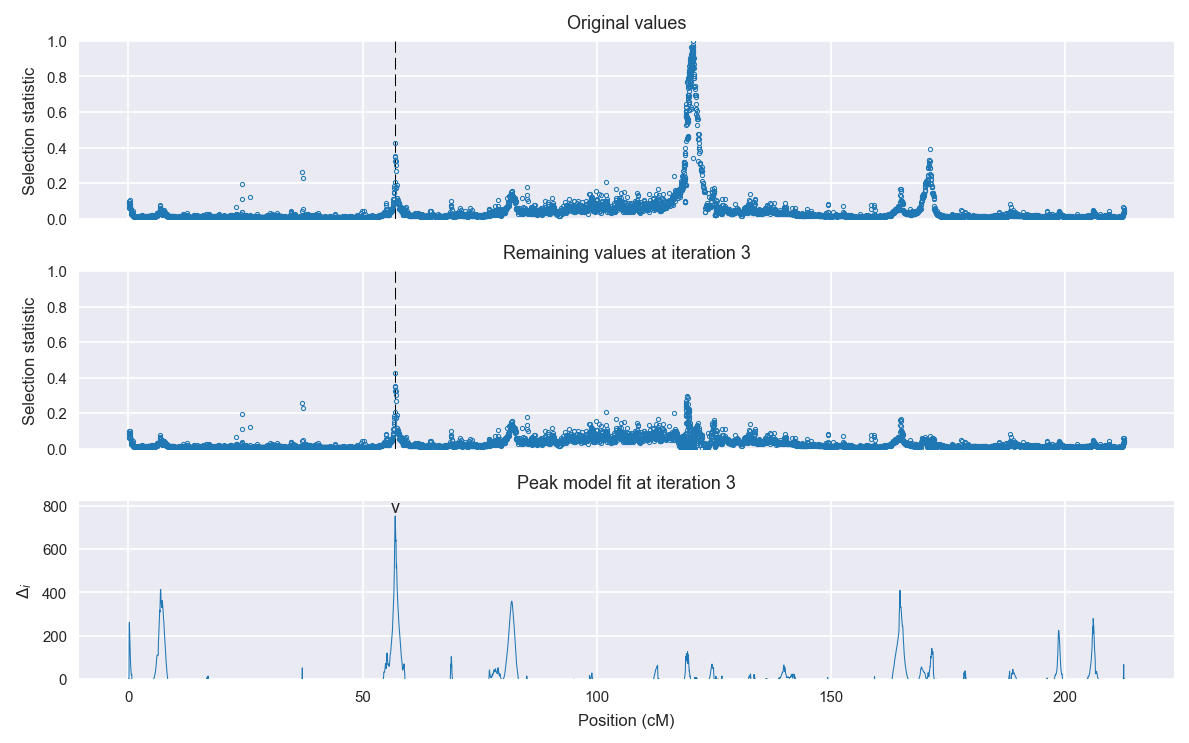 Original values
Selection statistic
1.0
0.8
0.6
0.4
0.2
0.0
Remaining values at iteration 3
Selection statistic
1.0
0.8
0.6
0.4
0.2
0.0
Peak model fit at iteration 3
v
Δi
800
600
400
200
0
0 50 100 150 200
Position (cM)